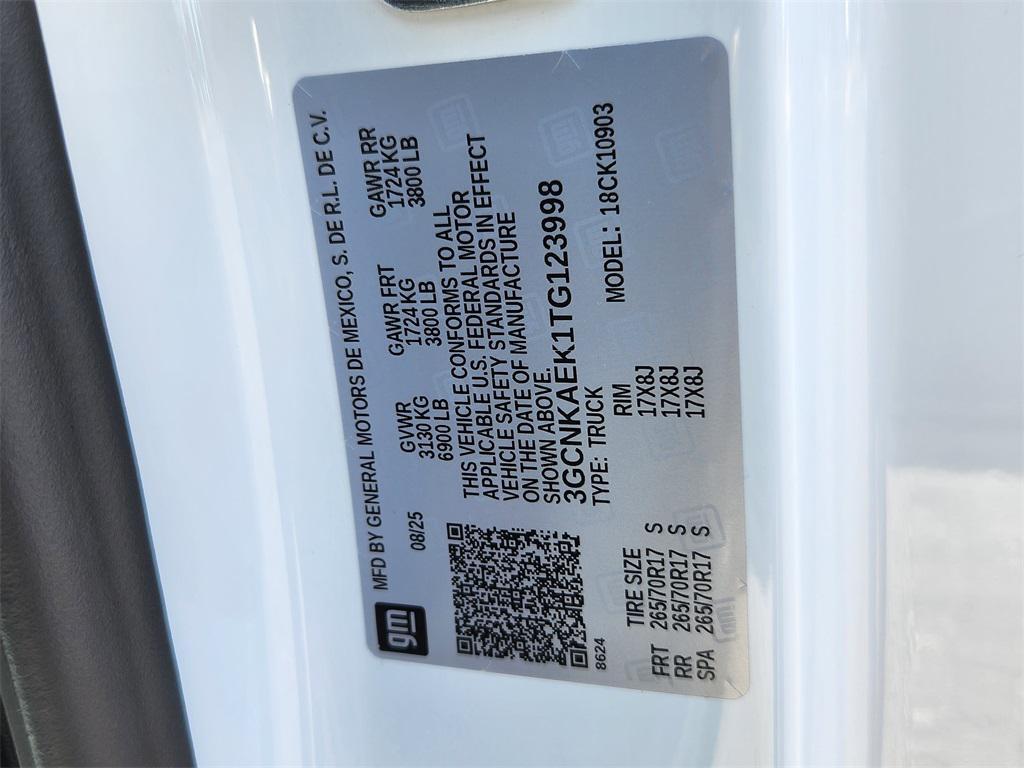 gm
MFD BY GENERAL MOTORS DE MEXICO, S. DE R.L. DE C.V.
08/25
GVWR GAWR FRT GAWR RR
3130 KG 1724 KG 1724 KG
6900 LB 3800 LB 3800 LB
THIS VEHICLE CONFORMS TO ALL
APPLICABLE U.S. FEDERAL MOTOR
VEHICLE SAFETY STANDARDS IN EFFECT
ON THE DATE OF MANUFACTURE
SHOWN ABOVE.
3GCNKAEK1TG123998
TYPE: TRUCK MODEL: 18CK10903
8624
TIRE SIZE RIM
FRT 265/70R17 S 17X8J
RR 265/70R17 S 17X8J
SPA 265/70R17 S 17X8J